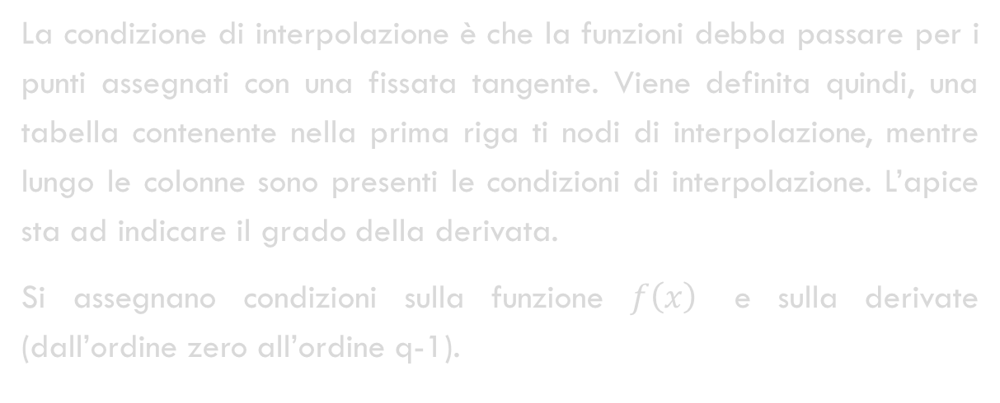 La condizione di interpolazione è che la funzioni debba passare per i
punti assegnati con una fissata tangente. Viene definita quindi, una
tabella contenente nella prima riga ti nodi di interpolazione, mentre
lungo le colonne sono presenti le condizioni di interpolazione. L’apice
sta ad indicare il grado della derivata.
Si assegnano condizioni sulla funzione 𝑓(𝑥) e sulla derivate
(dall’ordine zero all’ordine q-1).